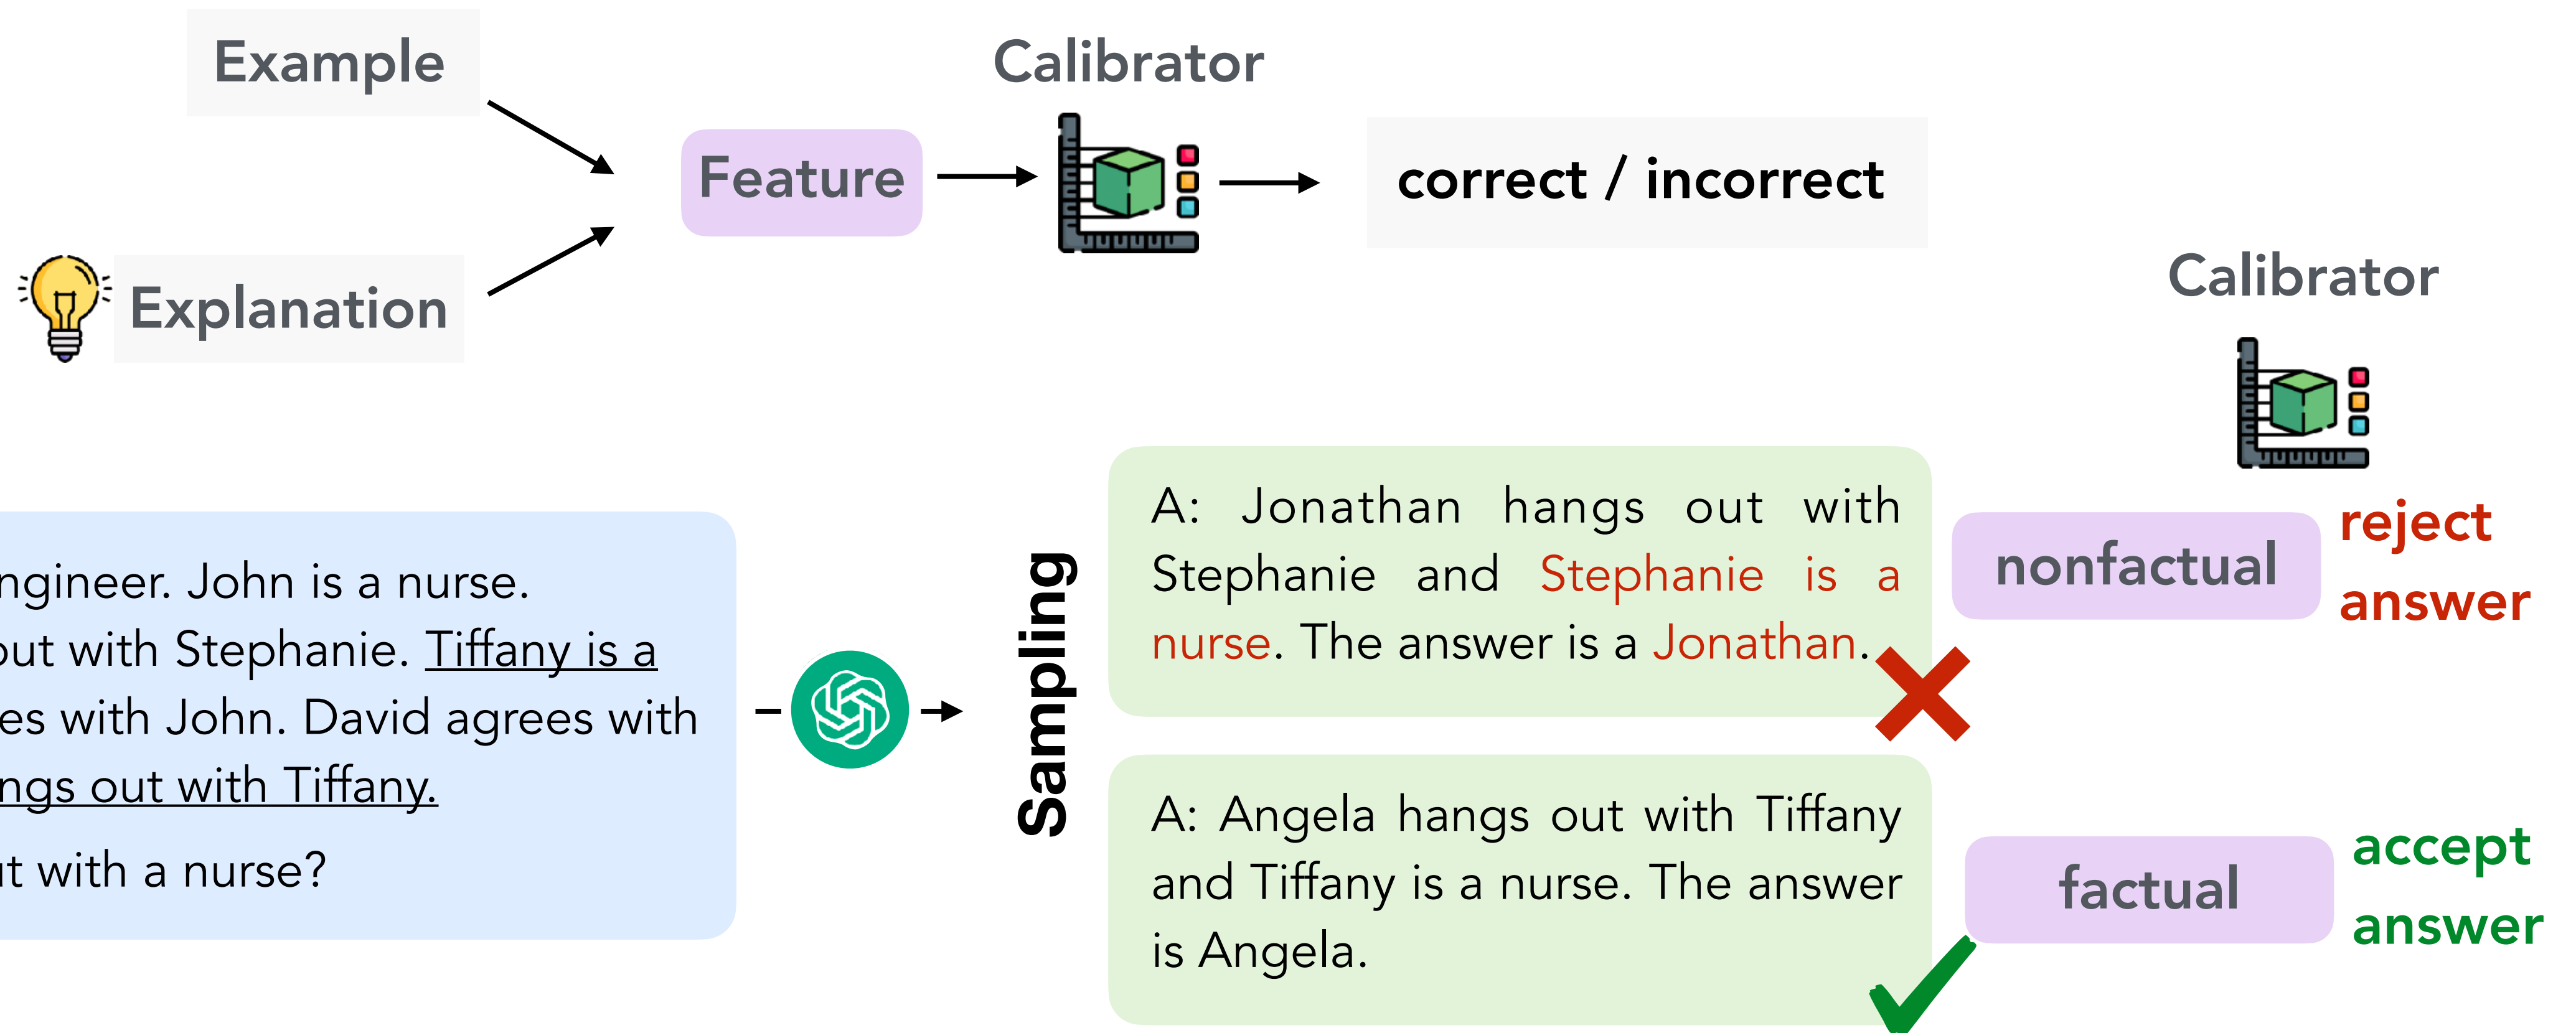 Example
Calibrator
Feature
correct / incorrect
Explanation
Calibrator
ngineer. John is a nurse.
out with Stephanie. Tiffany is a
es with John. David agrees with
ngs out with Tiffany.
ut with a nurse?
Sampling
A: Jonathan hangs out with
Stephanie and Stephanie is a
nurse. The answer is a Jonathan.
nonfactual
reject
answer
A: Angela hangs out with Tiffany
and Tiffany is a nurse. The answer
is Angela.
factual
accept
answer